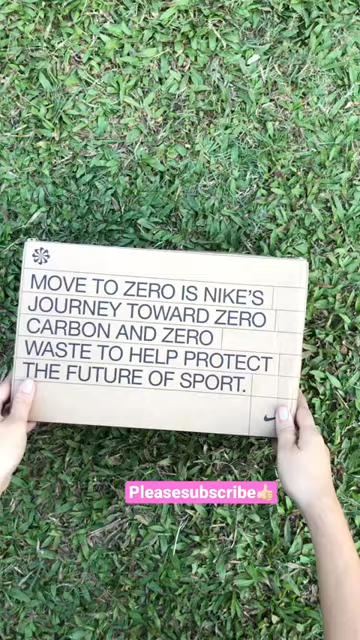 MOVE TO ZERO IS NIKE'S
JOURNEY TOWARD ZERO
CARBON AND ZERO
WASTE TO HELP PROTECT
THE FUTURE OF SPORT.
Pleasesubscribe👍